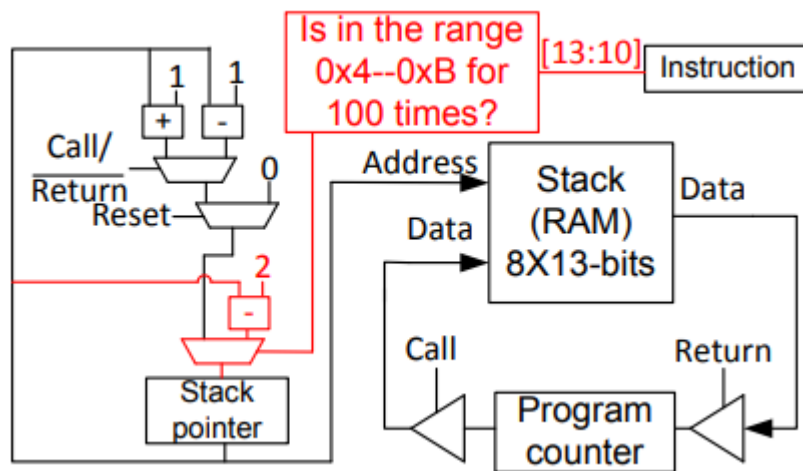 Is in the range
0x4--0xB for
100 times?
[13:10]
Instruction
1
1
+
-
Call/
Return
0
Reset
Address
Stack
(RAM)
8X13-bits
Data
Data
2
-
Call
Return
Stack
pointer
Program
counter